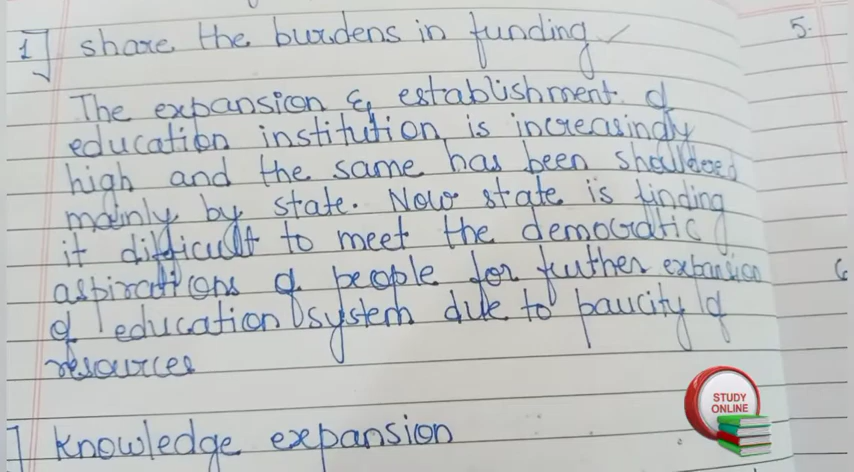 1] share the burdens in funding
5.
The expansion & establishment of
education institution is increasingly
high and the same has been shouldered
mainly by state. Now state is finding
it difficult to meet the democratic
aspirations of people for further expansion
6
of education system due to paucity of
resources
STUDY
ONLINE
] Knowledge expansion